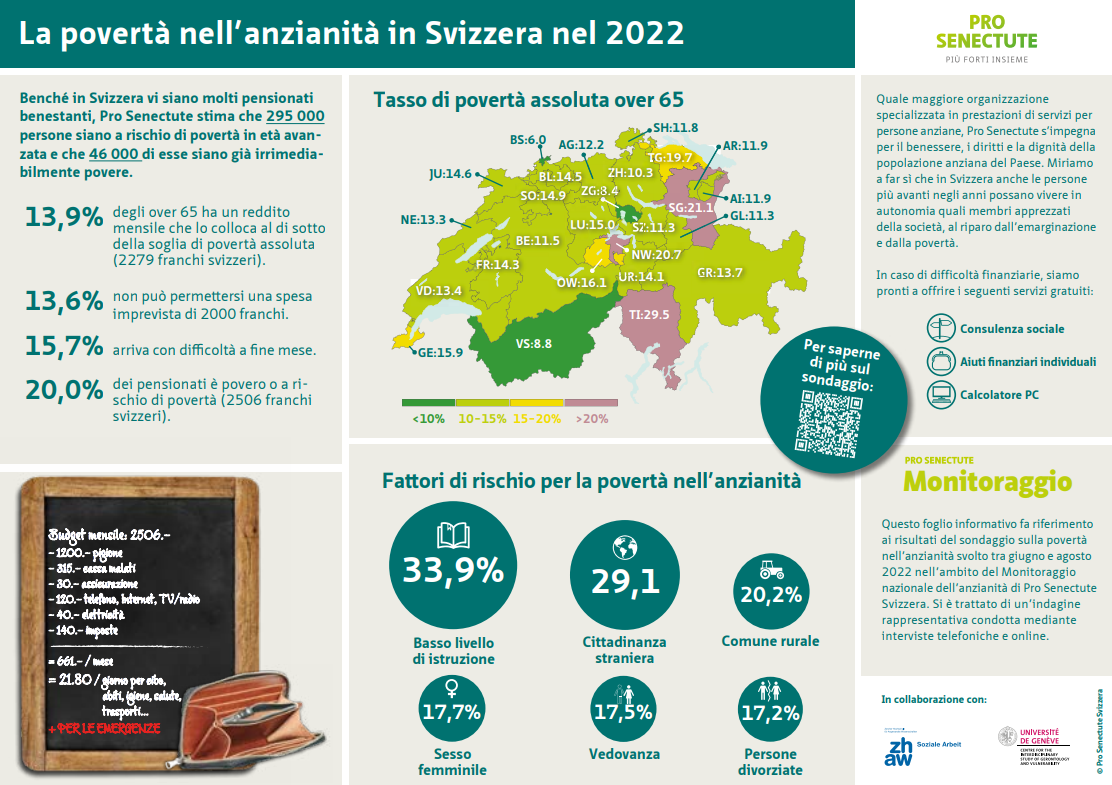 La povertà nell'anzianità in Svizzera nel 2022
PRO
SENECTUTE
PIÙ FORTI INSIEME
Benché in Svizzera vi siano molti pensionati
benestanti, Pro Senectute stima che 295 000
persone siano a rischio di povertà in età avan-
zata e che 46 000 di esse siano già irrimedia-
bilmente povere.
13,9%
degli over 65 ha un reddito
mensile che lo colloca al di sotto
della soglia di povertà assoluta
(2279 franchi svizzeri).
13,6%
non può permettersi una spesa
imprevista di 2000 franchi.
15,7%
arriva con difficoltà a fine mese.
20,0%
dei pensionati è povero o a ri-
schio di povertà (2506 franchi
svizzeri).
Budget mensile: 2506.-
- 1200.- pigione
- 315.- cassa malati
- 30.- assicurazione
- 120.- telefono, internet, TV/radio
- 40.- elettricità
- 140.- imposte
= 661.- / mese
= 21.80 / giorno per cibo,
abiti, igiene, salute,
trasporti...
+ PER LE EMERGENZE
Tasso di povertà assoluta over 65
SH:11.8
BS:6.0
AG:12.2
AR:11.9
TG:19.7
JU:14.6
BL:14.5
ZH:10.3
SO:14.9
ZG:8.4
AI:11.9
SG:21.1
GL:11.3
NE:13.3
LU:15.0
SZ:11.3
BE:11.5
NW:20.7
FR:14.3
OW:16.1
UR:14.1
GR:13.7
VD:13.4
TI:29.5
VS:8.8
GE:15.9
<10%
10-15%
15-20%
>20%
Per saperne
di più sul
sondaggio:
Fattori di rischio per la povertà nell'anzianità
33,9%
Basso livello
di istruzione
29,1
Cittadinanza
straniera
20,2%
Comune rurale
17,7%
Sesso
femminile
17,5%
Vedovanza
17,2%
Persone
divorziate
Quale maggiore organizzazione
specializzata in prestazioni di servizi per
persone anziane, Pro Senectute s'impegna
per il benessere, i diritti e la dignità della
popolazione anziana del Paese. Miriamo
a far sì che in Svizzera anche le persone
più avanti negli anni possano vivere in
autonomia quali membri apprezzati
della società, al riparo dall'emarginazione
e dalla povertà.
In caso di difficoltà finanziarie, siamo
pronti a offrire i seguenti servizi gratuiti:
Consulenza sociale
Aiuti finanziari individuali
Calcolatore PC
PRO SENECTUTE
Monitoraggio
Questo foglio informativo fa riferimento
ai risultati del sondaggio sulla povertà
nell'anzianità svolto tra giugno e agosto
2022 nell'ambito del Monitoraggio
nazionale dell'anzianità di Pro Senectute
Svizzera. Si è trattato di un'indagine
rappresentativa condotta mediante
interviste telefoniche e online.
In collaborazione con:
zh
aw
Soziale Arbeit
UNIVERSITÉ
DE GENÈVE
CENTRE FOR THE
INTERDISCIPLINARY
STUDY OF GERONTOLOGY
AND VULNERABILITY
© Pro Senectute Svizzera